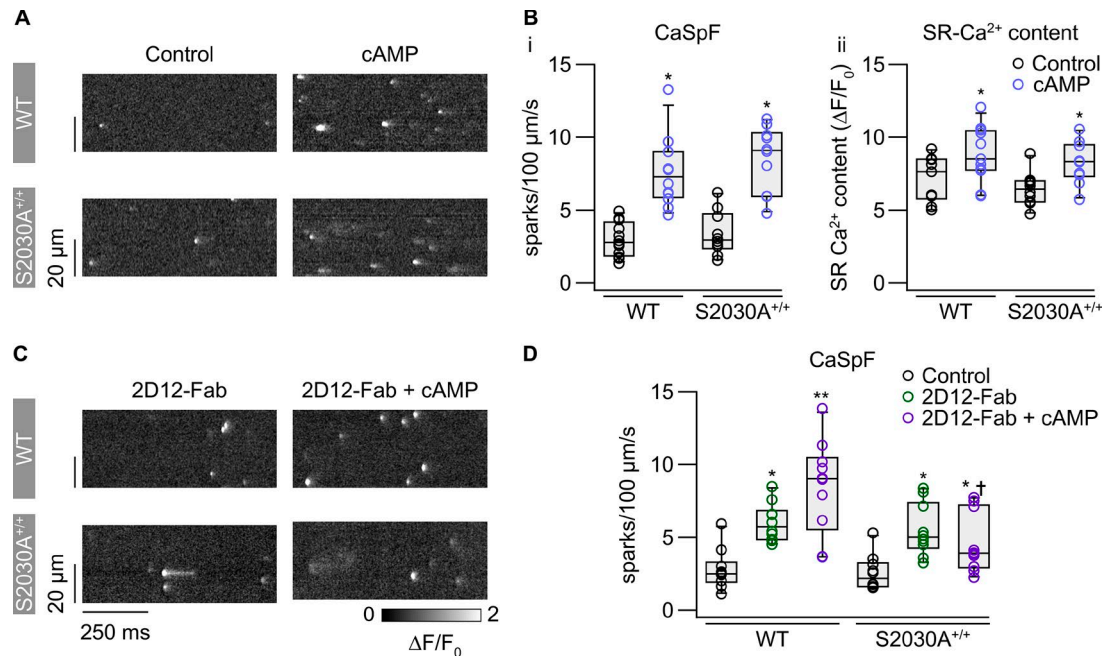 A
Control
cAMP
WT
S2030A+/+
20 µm
B
i
CaSpF
15
10
5
0
sparks/100 µm/s
*
*
WT
S2030A+/+
ii
SR-Ca²⁺ content
Control
cAMP
15
10
5
0
SR Ca²⁺ content (ΔF/F₀)
*
*
WT
S2030A+/+
C
2D12-Fab
2D12-Fab + cAMP
WT
S2030A+/+
20 µm
250 ms
0
2
ΔF/F₀
D
CaSpF
Control
2D12-Fab
2D12-Fab + cAMP
15
10
5
0
sparks/100 µm/s
*
**
*
* †
WT
S2030A+/+